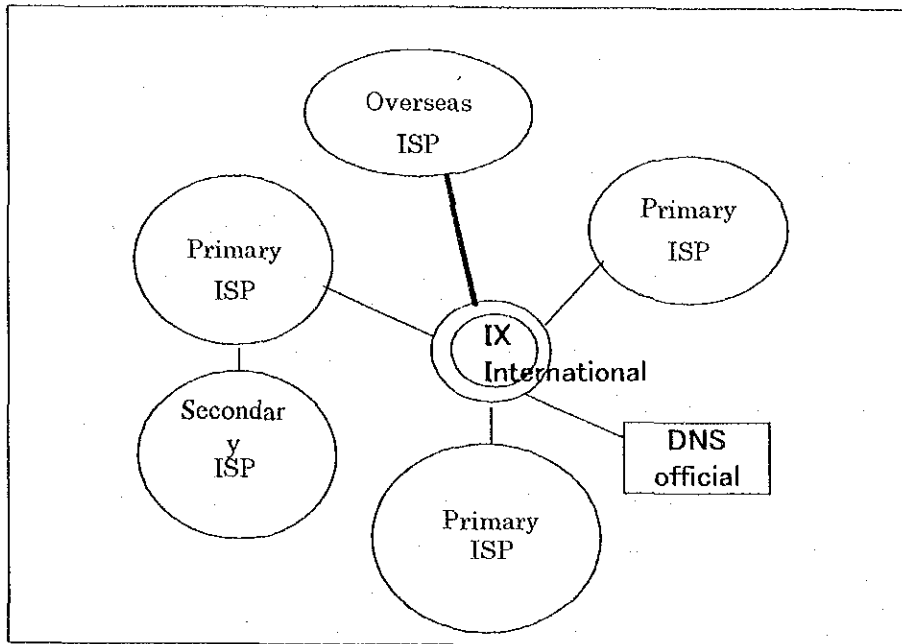 Overseas
ISP
Primary
ISP
Primary
ISP
IX
International
Secondar
y
ISP
DNS
official
Primary
ISP